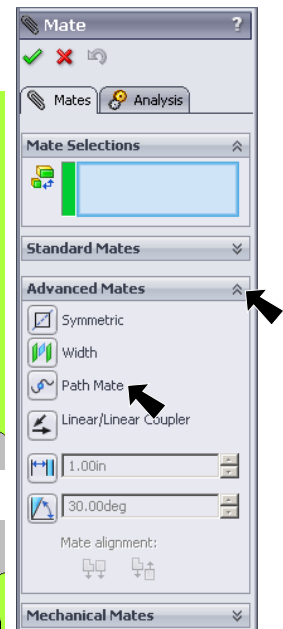 Mate ?
Mates Analysis
Mate Selections
Standard Mates
Advanced Mates
Symmetric
Width
Path Mate
Linear/Linear Coupler
1.00in
30.00deg
Mate alignment:
Mechanical Mates